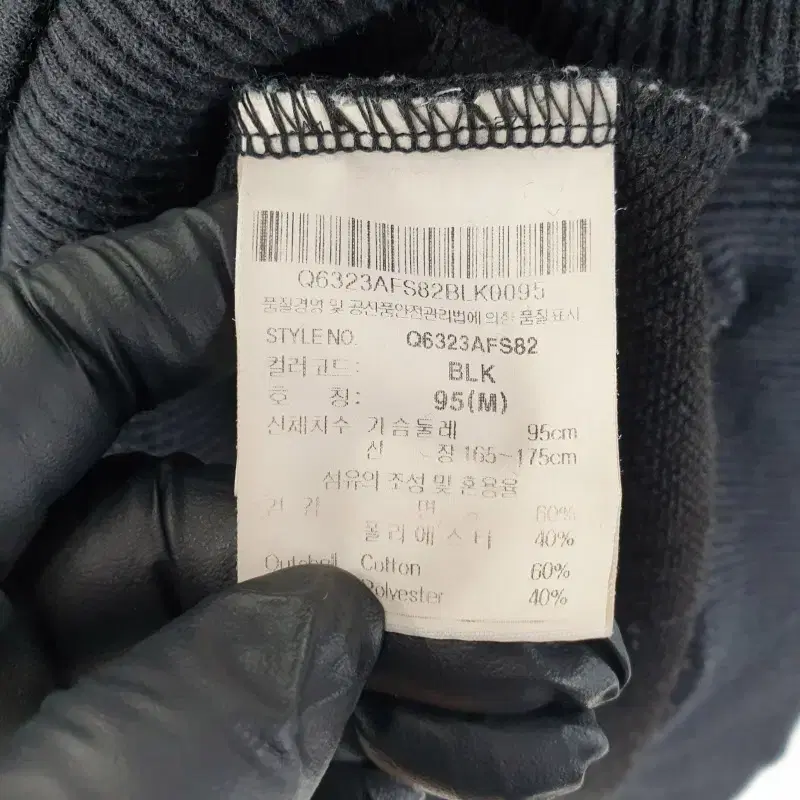 Q6323AFS82BLK0095
품질경영 및 공산품안전관리법에 의한 품질표시
STYLE NO. Q6323AFS82
컬러코드: BLK
호 칭: 95(M)
신체치수 가슴둘레 95cm
신 장 165~175cm
섬유의 조성 및 혼용율
겉 감 면 60%
폴리에스터 40%
Outshell Cutton 60%
Polyester 40%